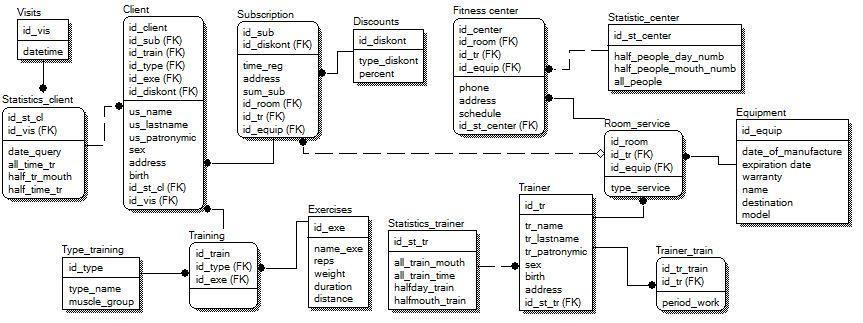 Visits
id_vis
datetime
Statistics_client
id_st_cl
id_vis (FK)
date_query
all_time_tr
half_tr_mouth
half_time_tr
Client
id_client
id_sub (FK)
id_train (FK)
id_type (FK)
id_exe (FK)
id_diskont (FK)
us_name
us_lastname
us_patronymic
sex
address
birth
id_st_cl (FK)
id_vis (FK)
Subscription
id_sub
id_diskont (FK)
time_reg
address
sum_sub
id_room (FK)
id_tr (FK)
id_equip (FK)
Discounts
id_diskont
type_diskont
percent
Fitness center
id_center
id_room (FK)
id_tr (FK)
id_equip (FK)
phone
address
schedule
id_st_center (FK)
Statistic_center
id_st_center
half_people_day_numb
half_people_mouth_numb
all_people
Room_service
id_room
id_tr (FK)
id_equip (FK)
type_service
Equipment
id_equip
date_of_manufacture
expiration date
warranty
name
destination
model
Type_training
id_type
type_name
muscle_group
Training
id_train
id_type (FK)
id_exe (FK)
Exercises
id_exe
name_exe
reps
weight
duration
distance
Statistics_trainer
id_st_tr
all_train_mouth
all_train_time
halfday_train
halfmouth_train
Trainer
id_tr
tr_name
tr_lastname
tr_patronymic
sex
birth
address
id_st_tr (FK)
Trainer_train
id_tr_train
id_tr (FK)
period_work